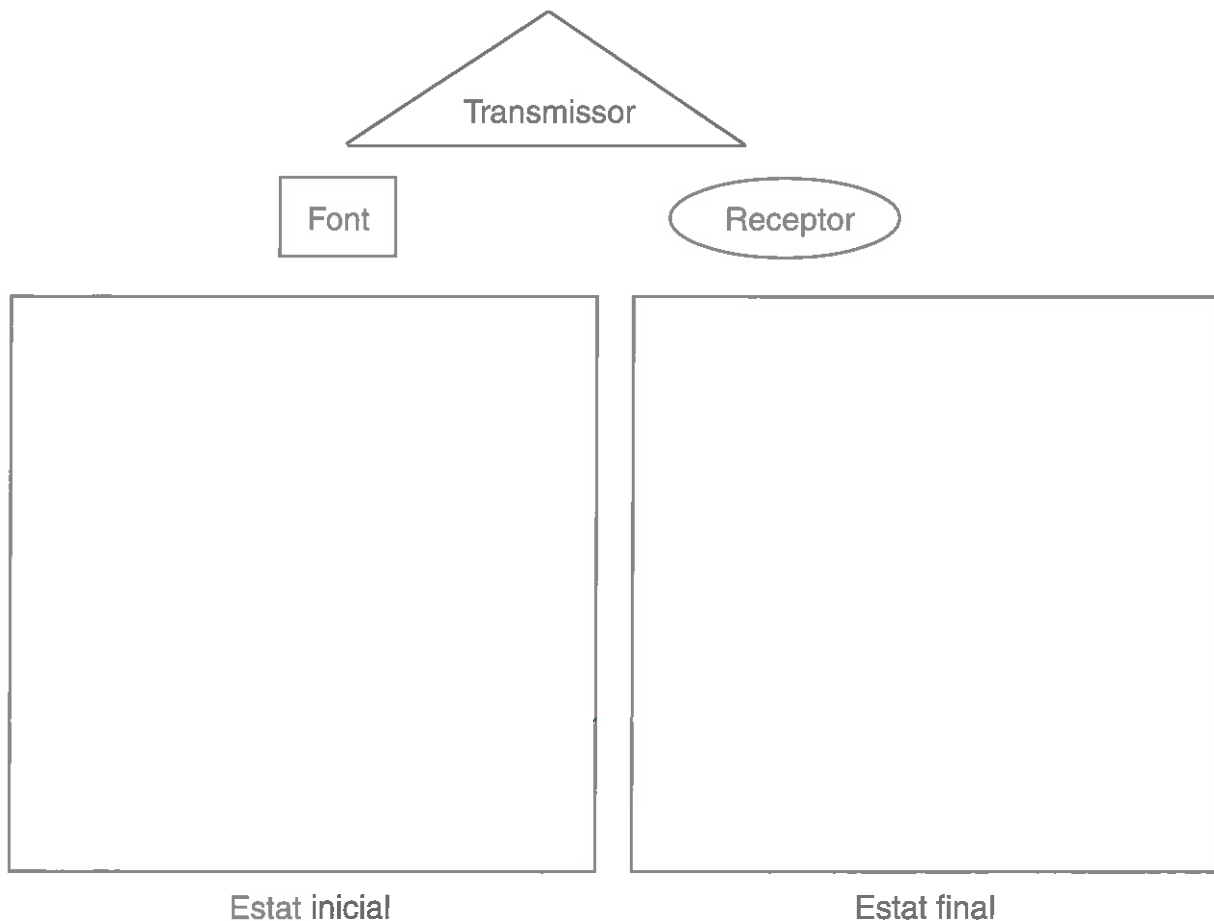 Transmissor
Font
Receptor
Estat inicial
Estat final